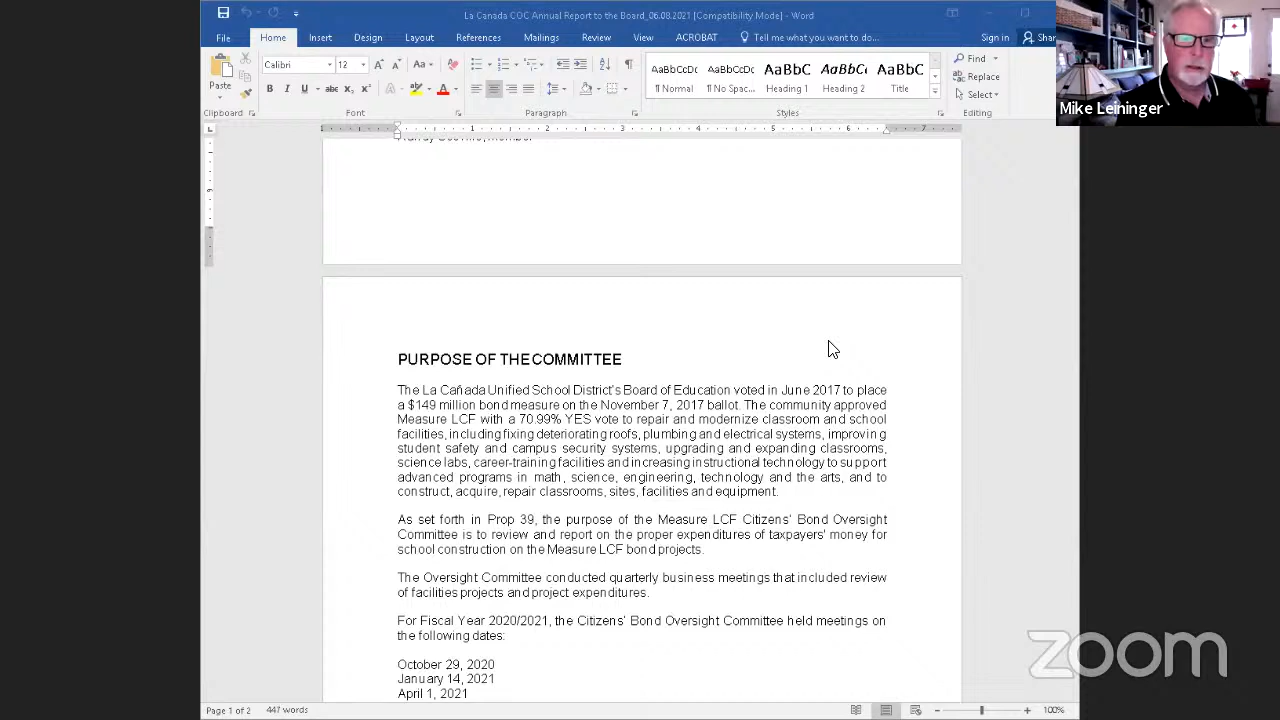 La Canada COC Annual Report to the Board_06.08.2021 [Compatibility Mode] - Word
File Home Insert Design Layout References Mailings Review View ACROBAT Tell me what you want to do... Sign in Shar
Mike Leininger
Paste
Calibri 12
AaBbCcDc AaBbCcDc AaBbC AaBbCc AaBbC
¶ Normal ¶ No Spac... Heading 1 Heading 2 Title
Find
Replace
Select
Clipboard Font Paragraph Styles Editing
1 2 3 4 5 6 7
PURPOSE OF THE COMMITTEE
The La Cañada Unified School District's Board of Education voted in June 2017 to place
a $149 million bond measure on the November 7, 2017 ballot. The community approved
Measure LCF with a 70.99% YES vote to repair and modernize classroom and school
facilities, including fixing deteriorating roofs, plumbing and electrical systems, improving
student safety and campus security systems, upgrading and expanding classrooms,
science labs, career-training facilities and increasing instructional technology to support
advanced programs in math, science, engineering, technology and the arts, and to
construct, acquire, repair classrooms, sites, facilities and equipment.
As set forth in Prop 39, the purpose of the Measure LCF Citizens' Bond Oversight
Committee is to review and report on the proper expenditures of taxpayers' money for
school construction on the Measure LCF bond projects.
The Oversight Committee conducted quarterly business meetings that included review
of facilities projects and project expenditures.
For Fiscal Year 2020/2021, the Citizens' Bond Oversight Committee held meetings on
the following dates:
October 29, 2020
January 14, 2021
April 1, 2021
zoom
Page 1 of 2 447 words 100%